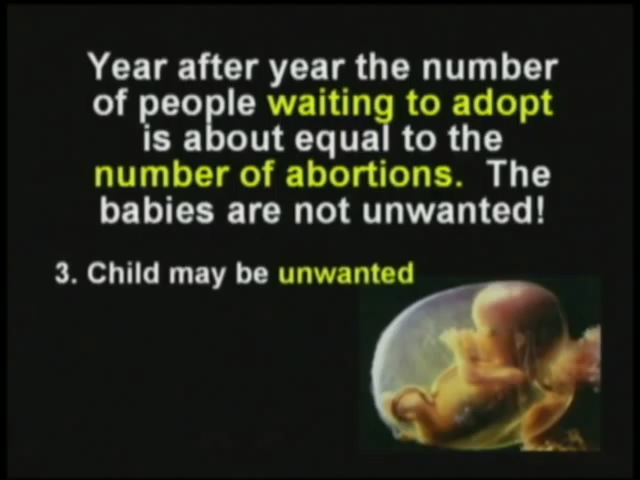 Year after year the number
of people waiting to adopt
is about equal to the
number of abortions. The
babies are not unwanted!
3. Child may be unwanted